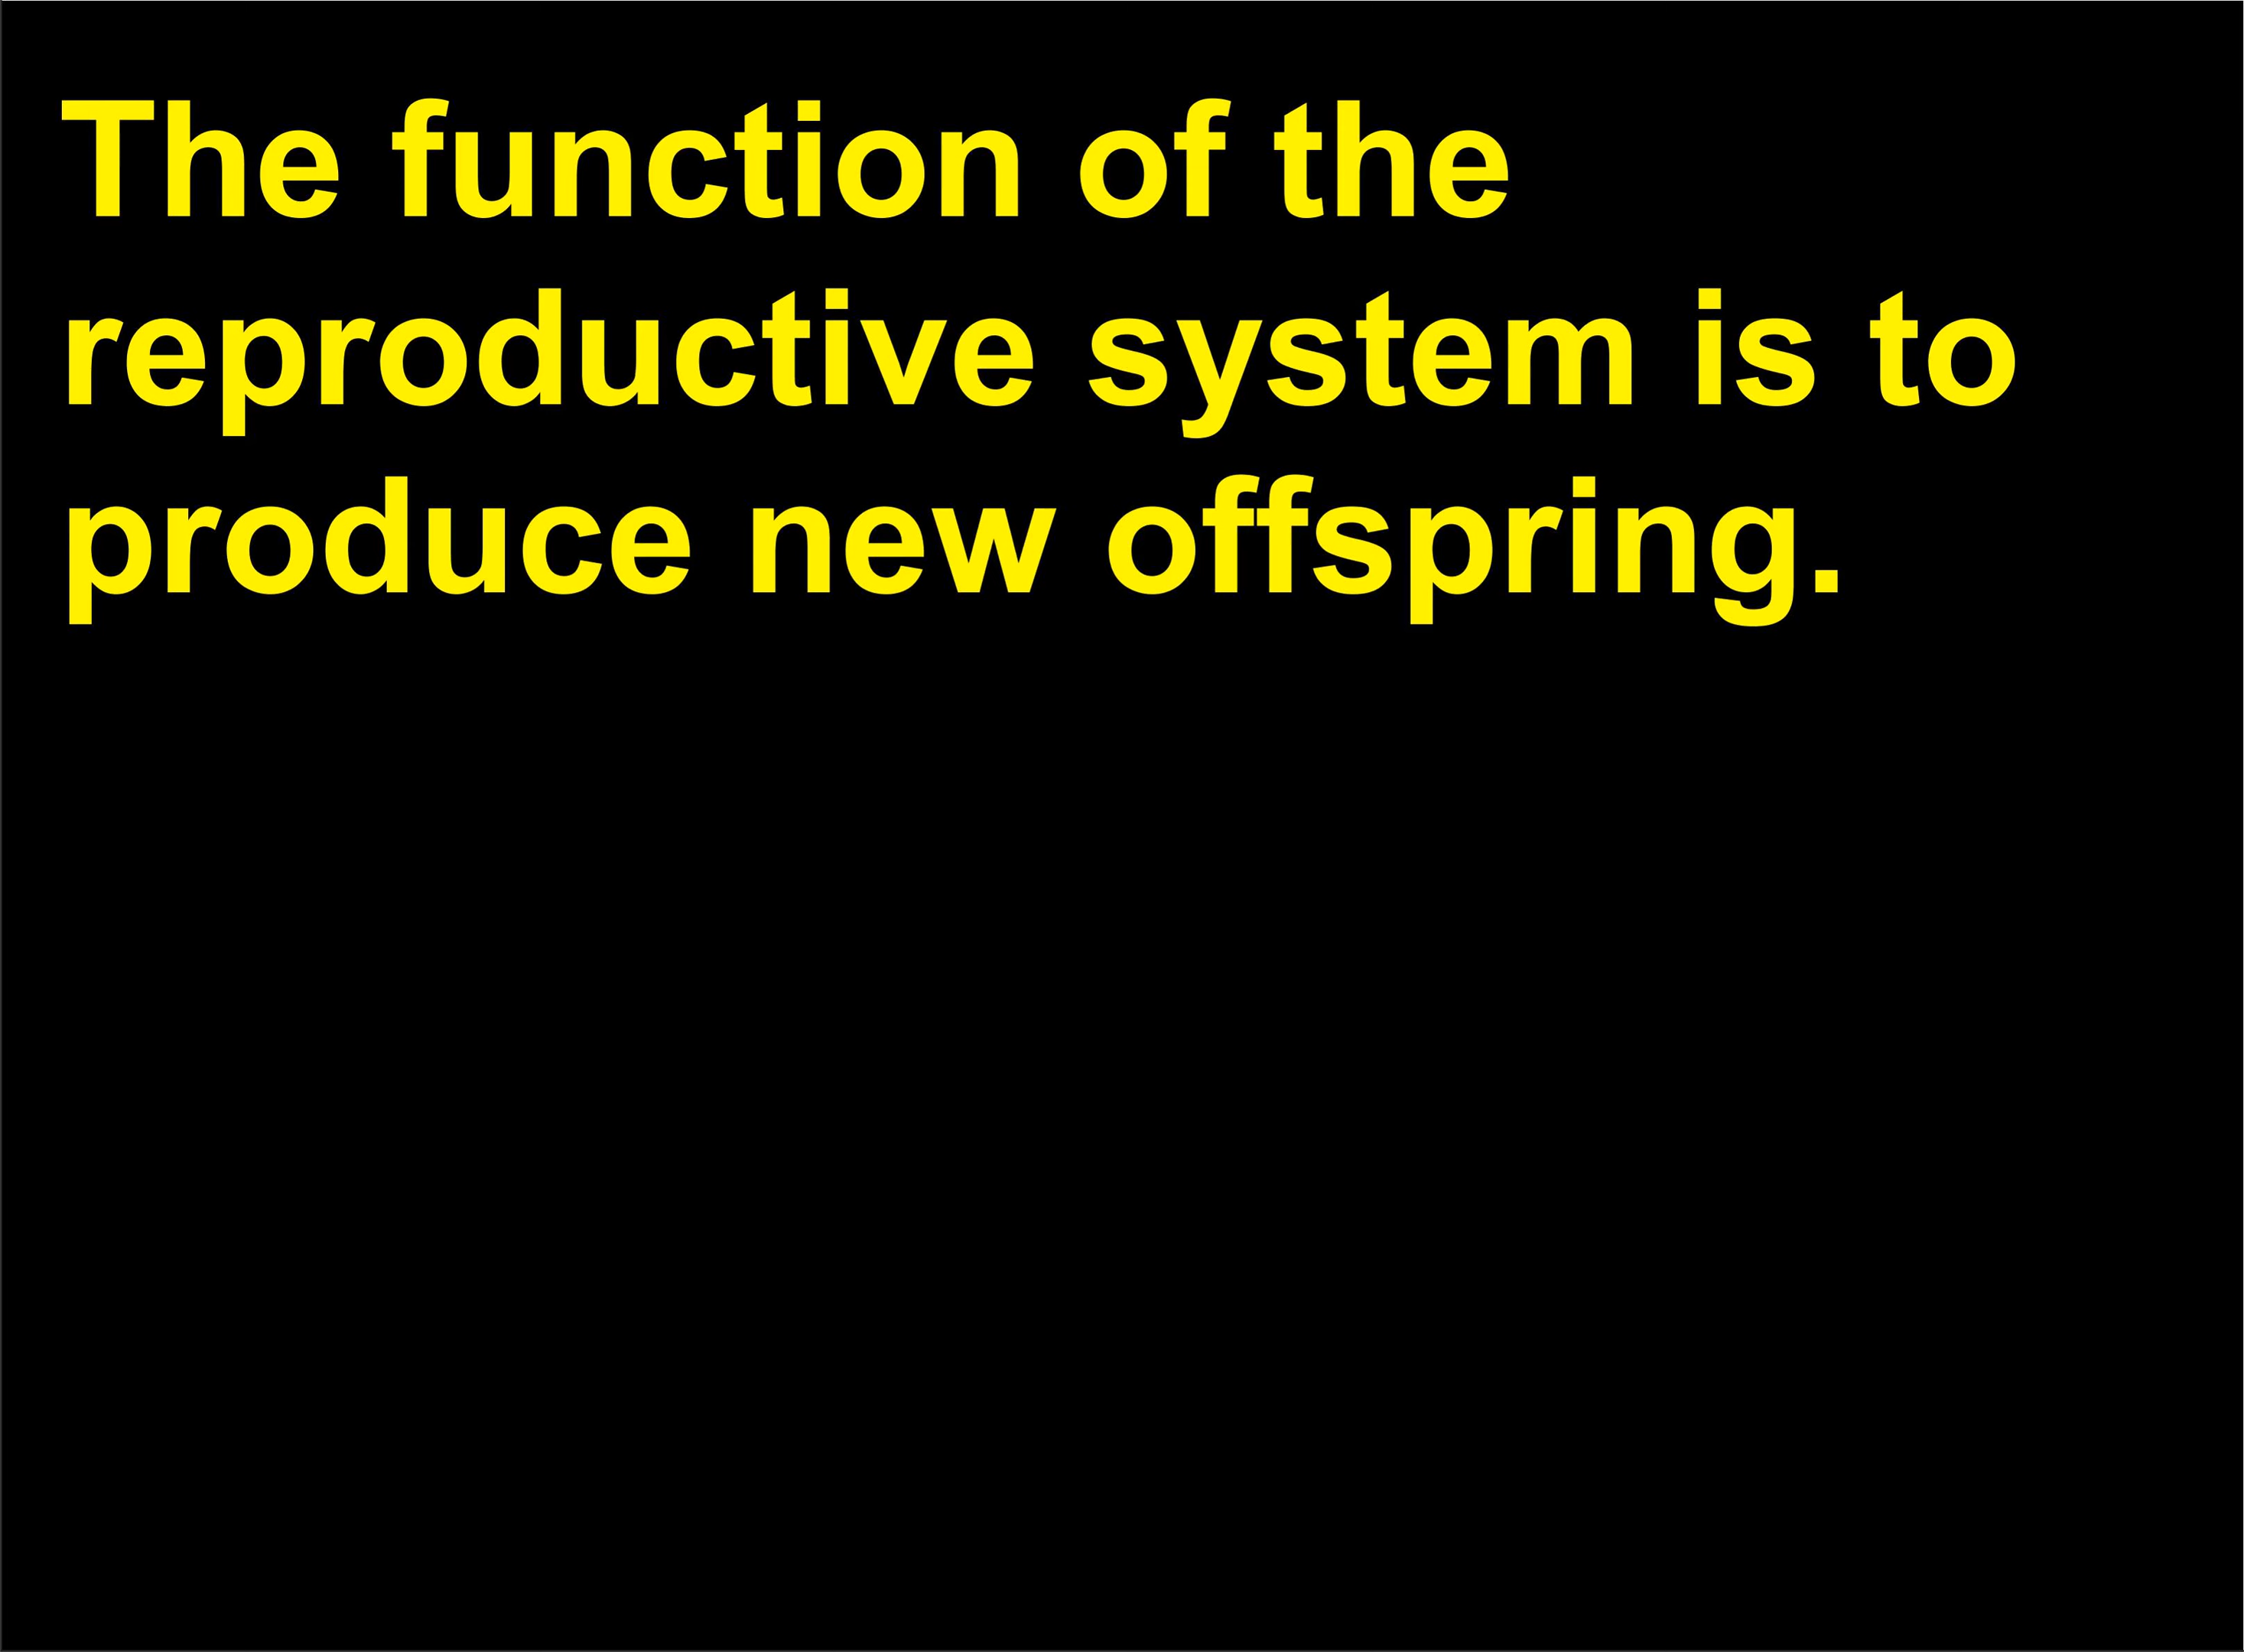 The function of the
reproductive system is to
produce new offspring.